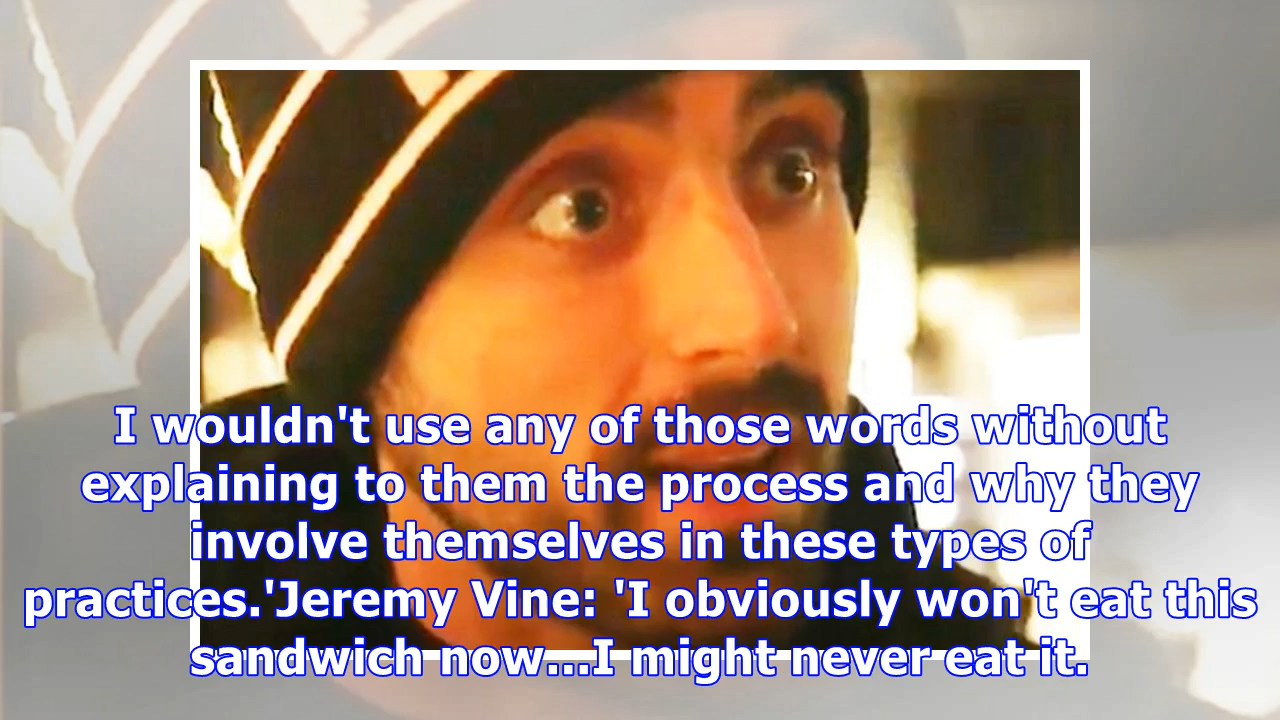 I wouldn't use any of those words without
explaining to them the process and why they
involve themselves in these types of
practices.'Jeremy Vine: 'I obviously won't eat this
sandwich now...I might never eat it.